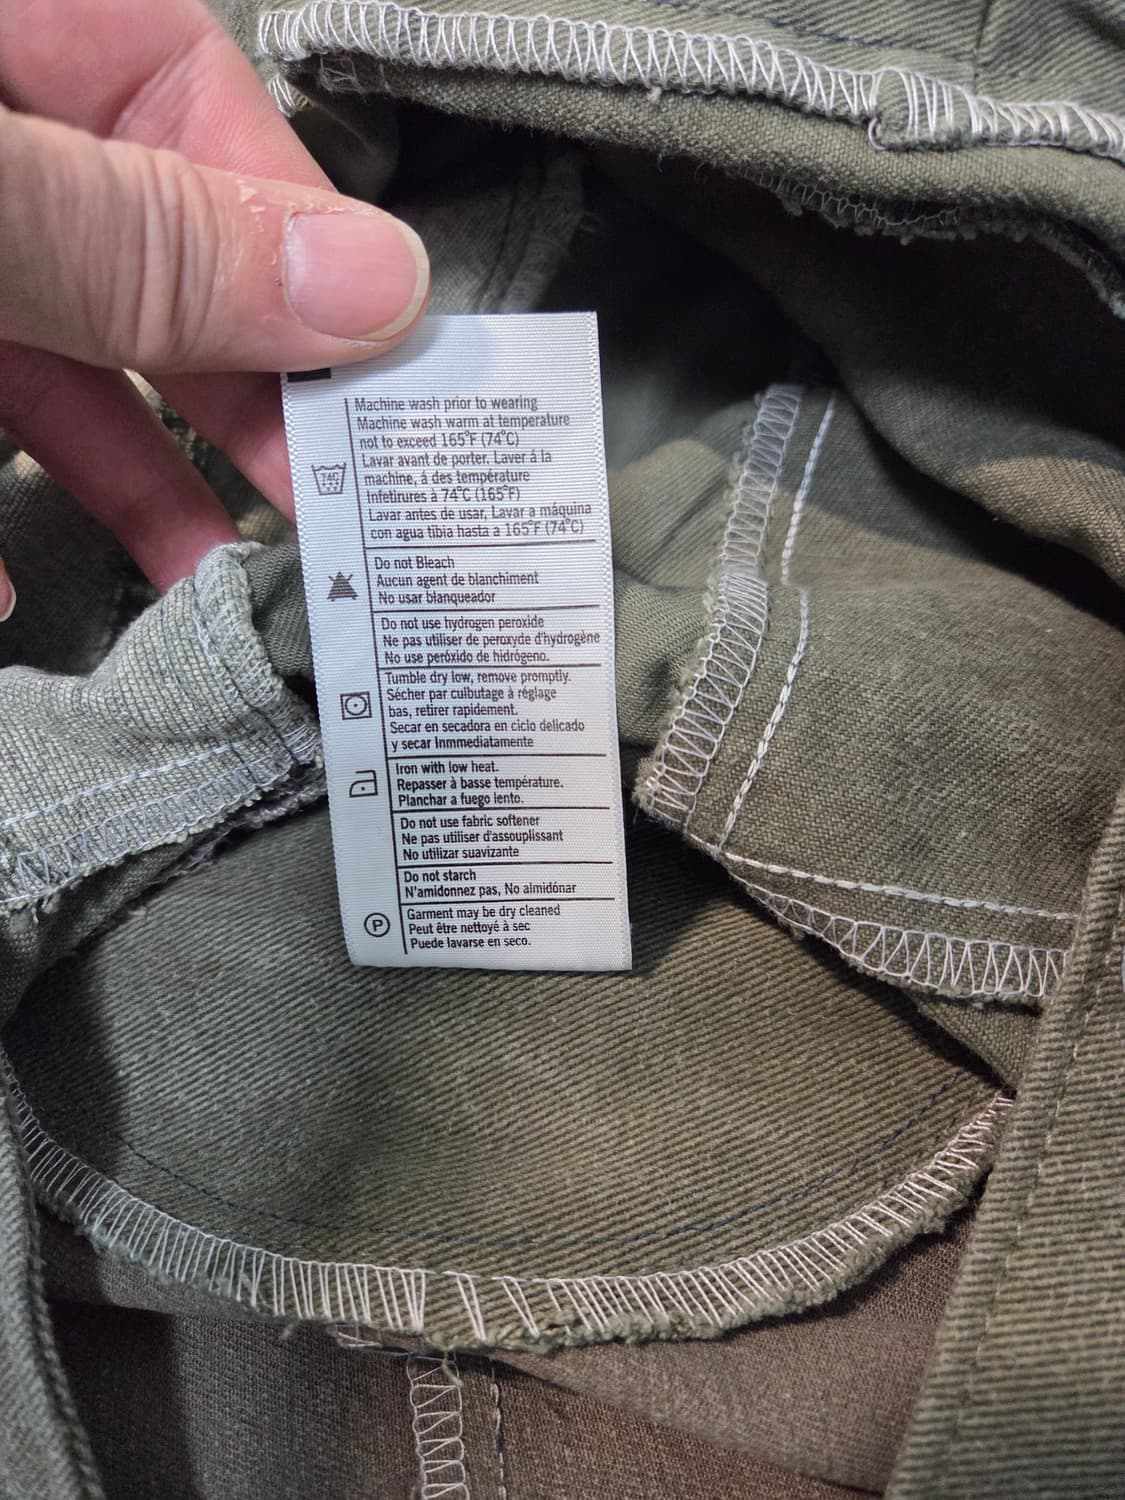 Machine wash prior to wearing
Machine wash warm at temperature
not to exceed 165°F (74°C)
Lavar avant de porter. Laver á la
machine, á des température
Infetirures à 74°C (165°F)
Lavar antes de usar, Lavar a máquina
con agua tibia hasta a 165°F (74°C)
Do not Bleach
Aucun agent de blanchiment
No usar blanqueador
Do not use hydrogen peroxide
Ne pas utiliser de peroxyde d'hydrogène
No use peróxido de hidrógeno.
Tumble dry low, remove promptly.
Sécher par culbutage à réglage
bas, retirer rapidement.
Secar en secadora en ciclo delicado
y secar Inmmediatamente
Iron with low heat.
Repasser à basse température.
Planchar a fuego lento.
Do not use fabric softener
Ne pas utiliser d'assouplissant
No utilizar suavizante
Do not starch
N'amidonnez pas, No almidónar
P
Garment may be dry cleaned
Peut être nettoyé à sec
Puede lavarse en seco.